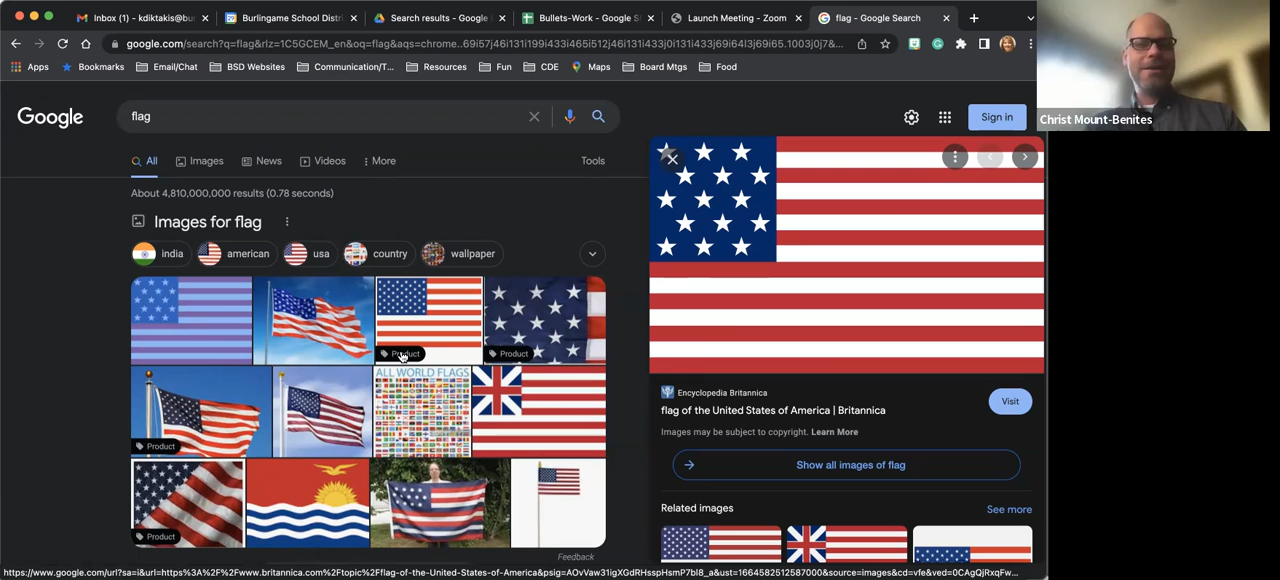 Inbox (1) - kdiktakis@bur
Burlingame School Distri
Search results - Google
Bullets-Work - Google S
Launch Meeting - Zoom
flag - Google Search
google.com/search?q=flag&rlz=1C5GCEM_en&oq=flag&aqs=chrome..69i57j46i131i199i433i465i512j46i131i433j0i131i433j69i64l3j69i65.1003j0j7&...
Apps
Bookmarks
Email/Chat
BSD Websites
Communication/T...
Resources
Fun
CDE
Maps
Board Mtgs
Food
Christ Mount-Benites
Google
flag
Sign in
All
Images
News
Videos
More
Tools
About 4,810,000,000 results (0.78 seconds)
Images for flag
india
american
usa
country
wallpaper
Product
Product
ALL WORLD FLAGS
Product
Product
Feedback
Encyclopedia Britannica
flag of the United States of America | Britannica
Visit
Images may be subject to copyright. Learn More
Show all images of flag
Related images
See more
https://www.google.com/url?sa=i&url=https%3A%2F%2Fwww.britannica.com%2Ftopic%2Fflag-of-the-United-States-of-America&psig=AOvVaw31igXGdRHsspHsmP7bl8_a&ust=1664582512587000&source=images&cd=vfe&ved=0CAgQjRxqFw...